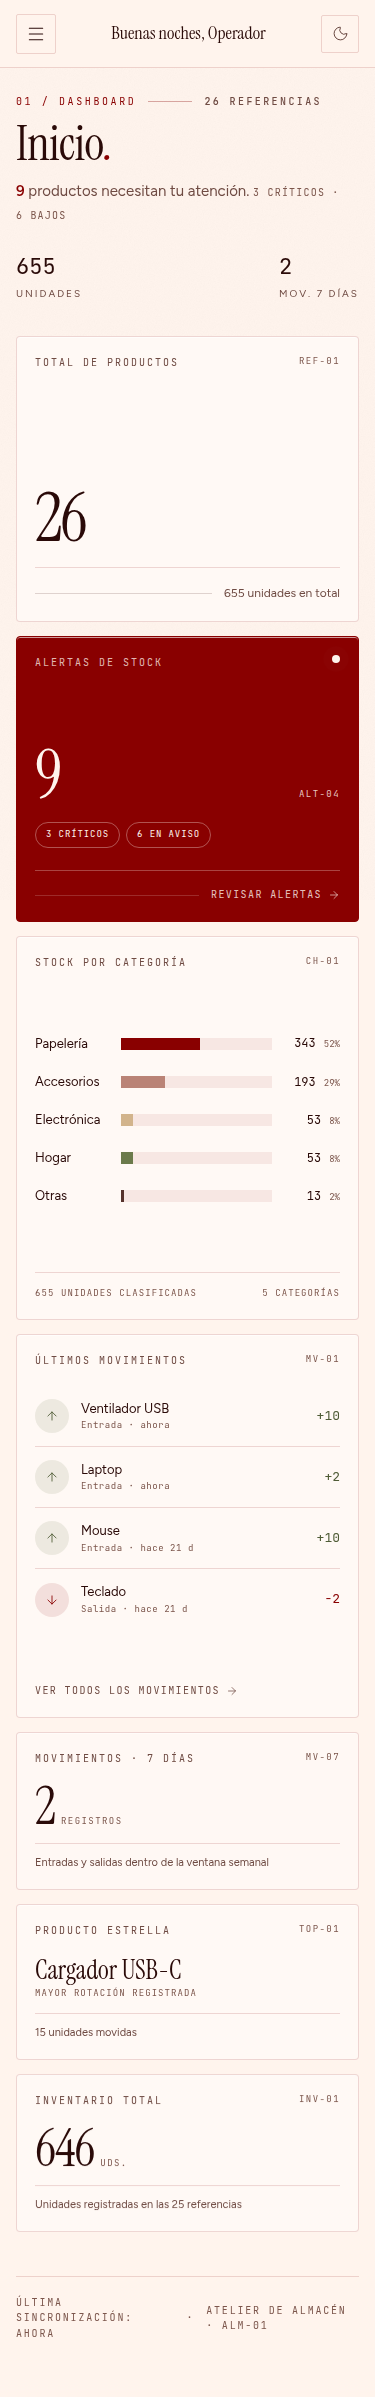 Buenas noches, Operador
01 / DASHBOARD 26 REFERENCIAS
Inicio.
9 productos necesitan tu atención. 3 CRÍTICOS ·
6 BAJOS
655 2
UNIDADES MOV. 7 DÍAS
TOTAL DE PRODUCTOS REF-01
26
655 unidades en total
ALERTAS DE STOCK
9
ALT-04
3 CRÍTICOS 6 EN AVISO
REVISAR ALERTAS →
STOCK POR CATEGORÍA CH-01
Papelería 343 52%
Accesorios 193 29%
Electrónica 53 8%
Hogar 53 8%
Otras 13 2%
655 UNIDADES CLASIFICADAS 5 CATEGORÍAS
ÚLTIMOS MOVIMIENTOS MV-01
Ventilador USB +10
Entrada · ahora
Laptop +2
Entrada · ahora
Mouse +10
Entrada · hace 21 d
Teclado -2
Salida · hace 21 d
VER TODOS LOS MOVIMIENTOS →
MOVIMIENTOS · 7 DÍAS MV-07
2 REGISTROS
Entradas y salidas dentro de la ventana semanal
PRODUCTO ESTRELLA TOP-01
Cargador USB-C
MAYOR ROTACIÓN REGISTRADA
15 unidades movidas
INVENTARIO TOTAL INV-01
646 UDS.
Unidades registradas en las 25 referencias
ÚLTIMA
SINCRONIZACIÓN:
AHORA
·
ATELIER DE ALMACÉN
· ALM-01